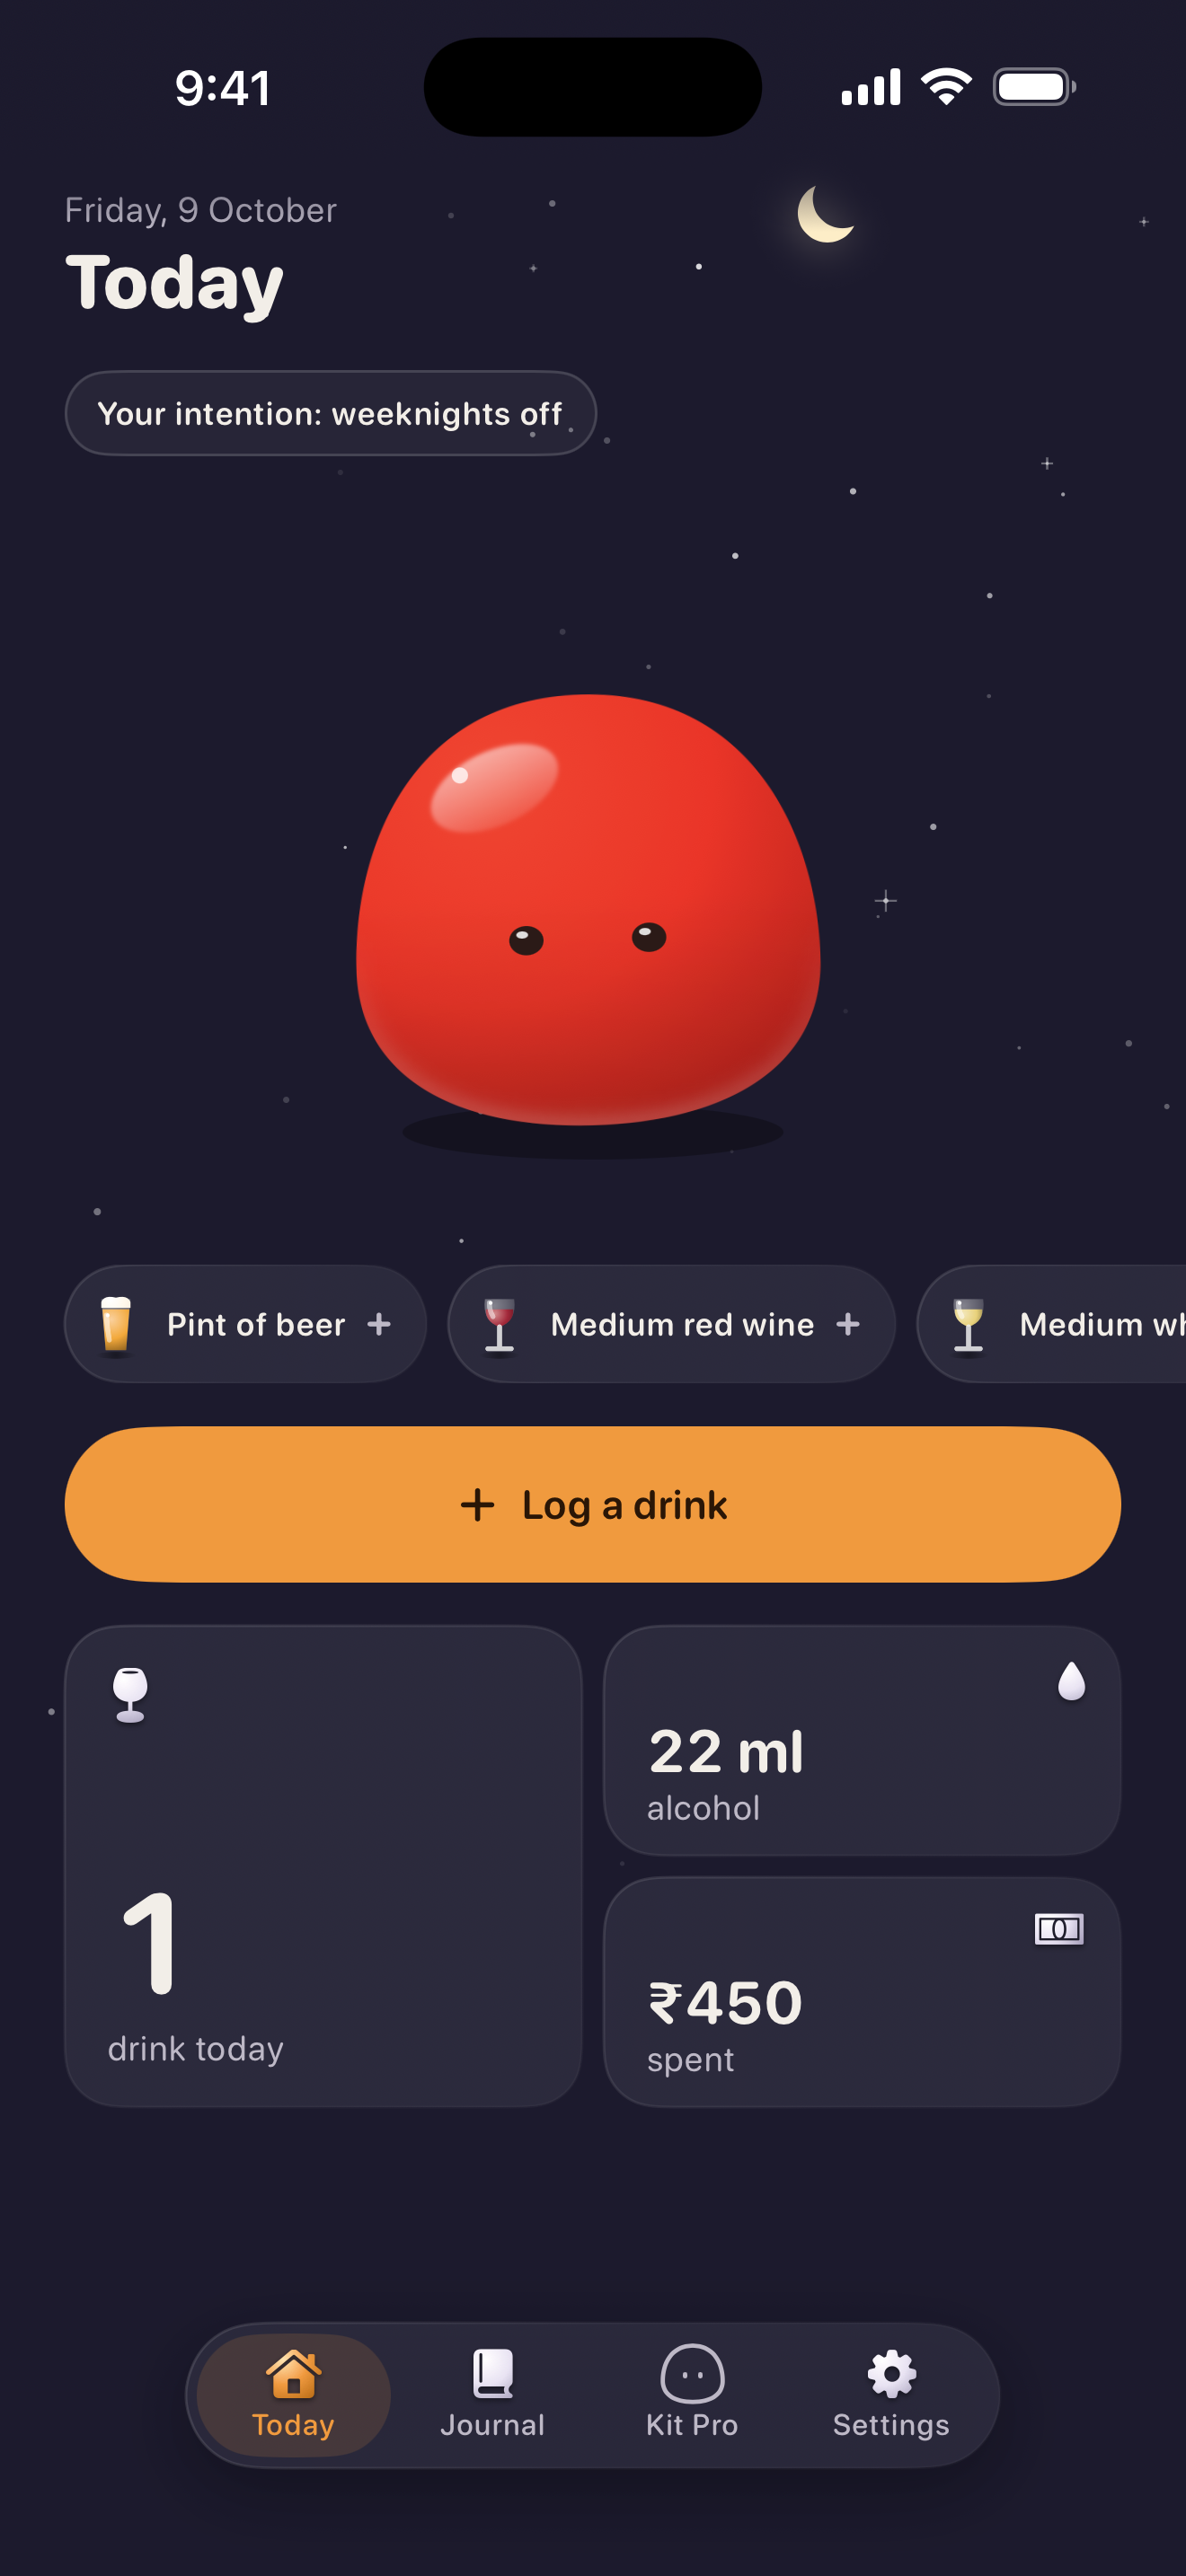 9:41
Friday, 9 October
Today
Your intention: weeknights off
Pint of beer +
Medium red wine +
Medium wh
+ Log a drink
1
drink today
22 ml
alcohol
₹450
spent
Today
Journal
Kit Pro
Settings